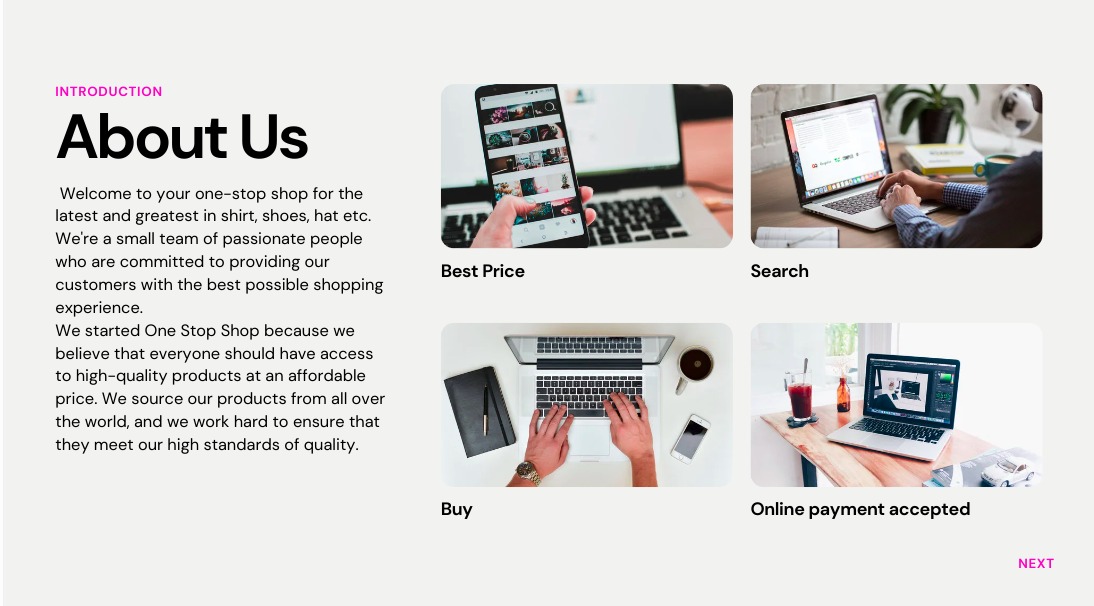 INTRODUCTION
About Us
Welcome to your one-stop shop for the
latest and greatest in shirt, shoes, hat etc.
We're a small team of passionate people
who are committed to providing our
customers with the best possible shopping
experience.
We started One Stop Shop because we
believe that everyone should have access
to high-quality products at an affordable
price. We source our products from all over
the world, and we work hard to ensure that
they meet our high standards of quality.
Best Price
Search
Buy
Online payment accepted
NEXT